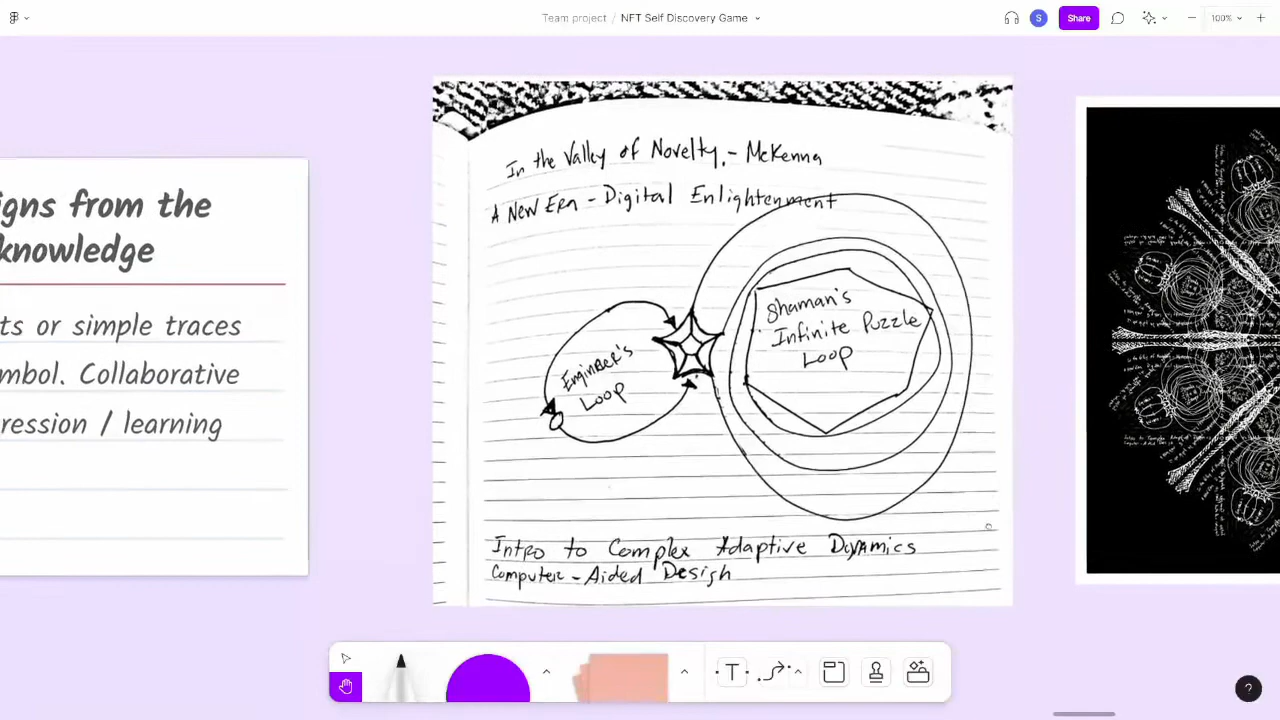 Team project / NFT Self Discovery Game
S
Share
100%
igns from the
knowledge
ts or simple traces
mbol. Collaborative
ression / learning
In the Valley of Novelty. - McKenna
A New Era - Digital Enlightenment
Enginner's
Loop
Shaman's
Infinite Puzzle
Loop
Intro to Complex Adaptive Dynamics
Computer-Aided Design
T
?